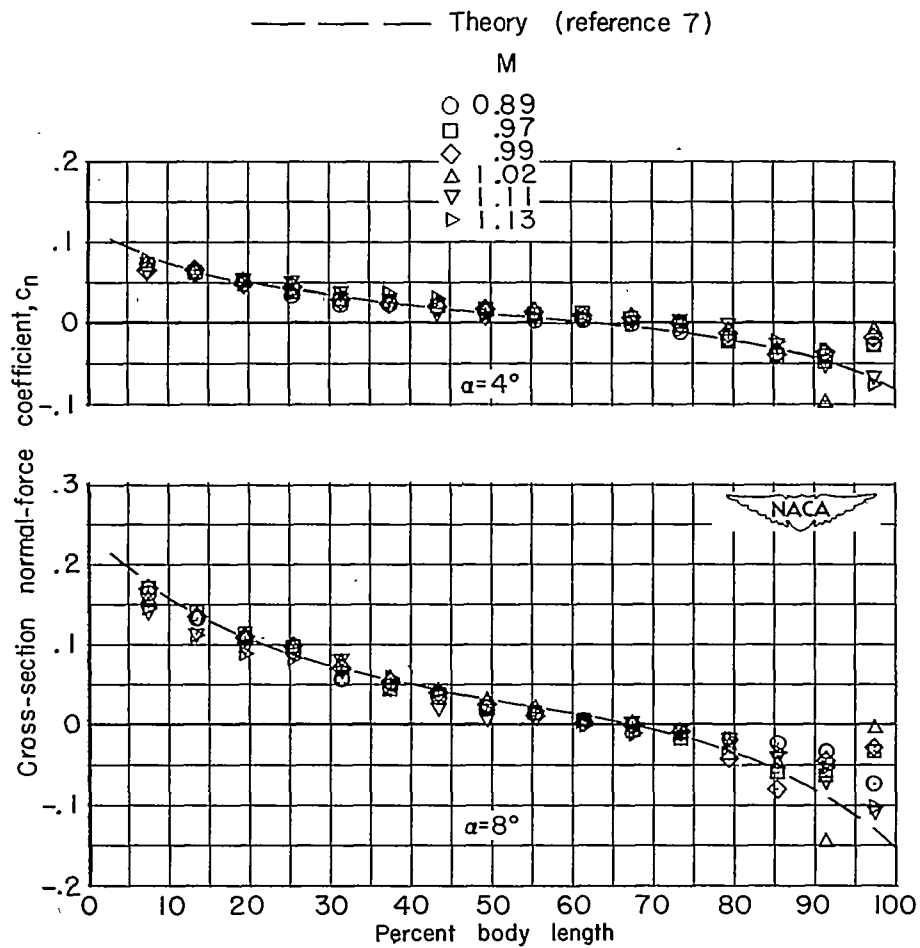 Theory (reference 7)
M
0.89
.97
.99
1.02
1.11
1.13
.2
.1
0
-.1
α=4°
Cross-section normal-force coefficient, cn
.3
.2
.1
0
-.1
-.2
NACA
α=8°
0 10 20 30 40 50 60 70 80 90 100
Percent body length